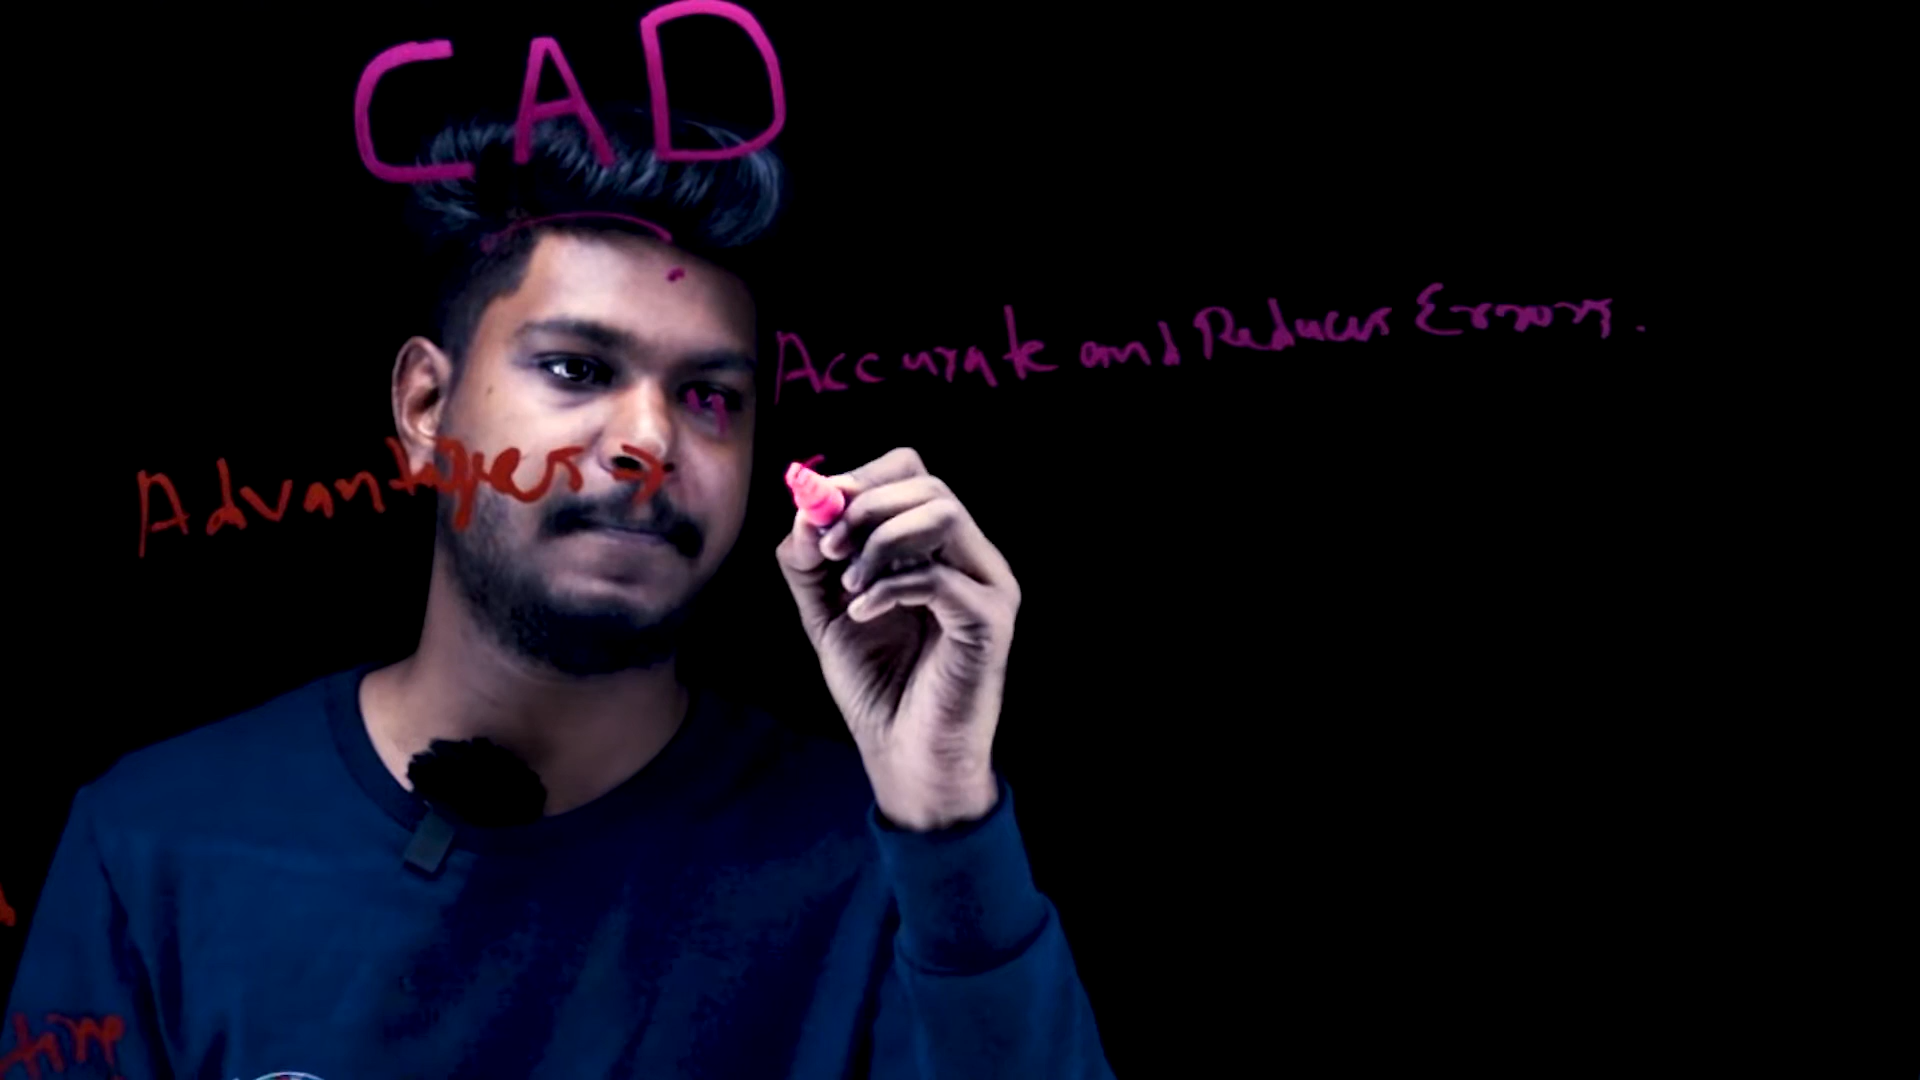 CAD
Accurate and Reduces Errors.
Advantages →